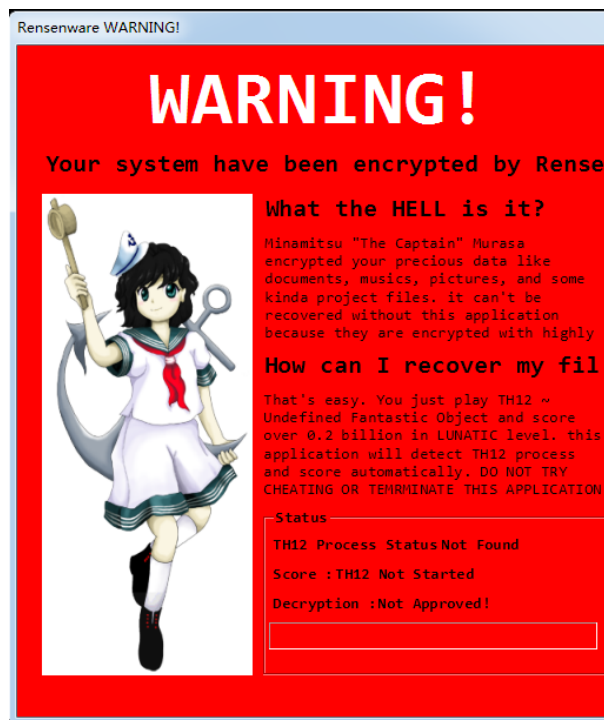 Rensenware WARNING!
WARNING!
Your system have been encrypted by Rense
What the HELL is it?
Minamitsu "The Captain" Murasa
encrypted your precious data like
documents, musics, pictures, and some
kinda project files. it can't be
recovered without this application
because they are encrypted with highly
How can I recover my fil
That's easy. You just play TH12 ~
Undefined Fantastic Object and score
over 0.2 billion in LUNATIC level. this
application will detect TH12 process
and score automatically. DO NOT TRY
CHEATING OR TEMRMINATE THIS APPLICATION
Status
TH12 Process Status Not Found
Score : TH12 Not Started
Decryption : Not Approved!